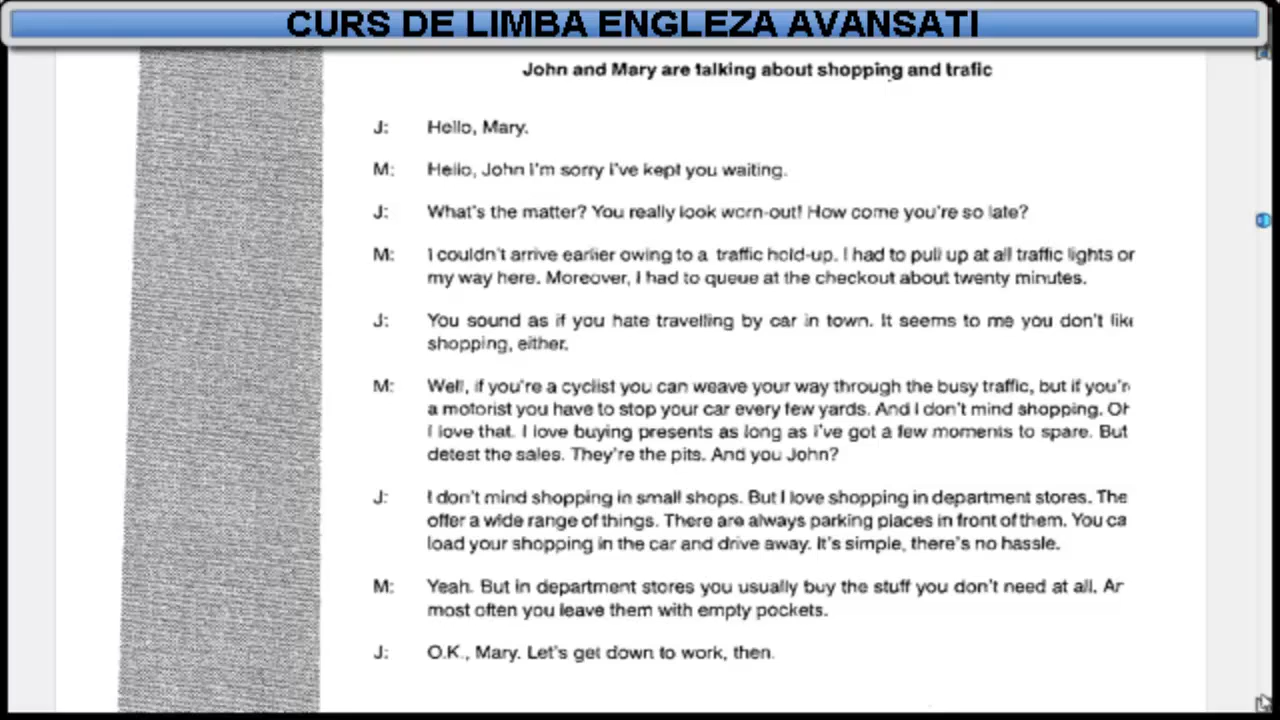 CURS DE LIMBA ENGLEZA AVANSATI
John and Mary are talking about shopping and trafic
J: Hello, Mary.
M: Hello, John I'm sorry I've kept you waiting.
J: What's the matter? You really look worn-out! How come you're so late?
M: I couldn't arrive earlier owing to a traffic hold-up. I had to pull up at all traffic lights or
my way here. Moreover, I had to queue at the checkout about twenty minutes.
J: You sound as if you hate travelling by car in town. It seems to me you don't lik
shopping, either.
M: Well, if you're a cyclist you can weave your way through the busy traffic, but if you'r
a motorist you have to stop your car every few yards. And I don't mind shopping. Oh
I love that. I love buying presents as long as I've got a few moments to spare. But
detest the sales. They're the pits. And you John?
J: I don't mind shopping in small shops. But I love shopping in department stores. The
offer a wide range of things. There are always parking places in front of them. You ca
load your shopping in the car and drive away. It's simple, there's no hassle.
M: Yeah. But in department stores you usually buy the stuff you don't need at all. Ar
most often you leave them with empty pockets.
J: O.K., Mary. Let's get down to work, then.